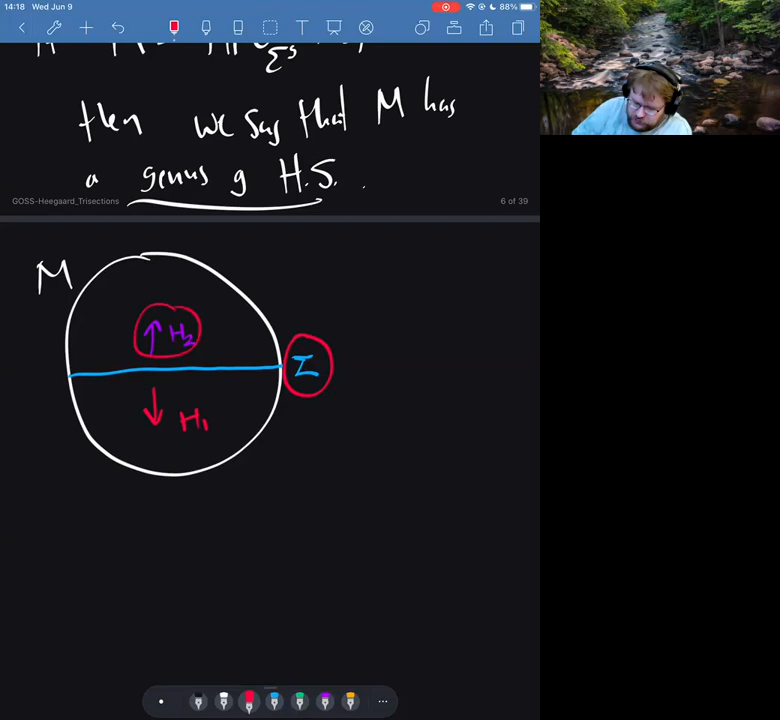 14:18 Wed Jun 9
88%
then we say that M has
a genus g H.S.
GOSS-Heegaard_Trisections
6 of 39
M
↑ H₂
Σ
↓ H₁